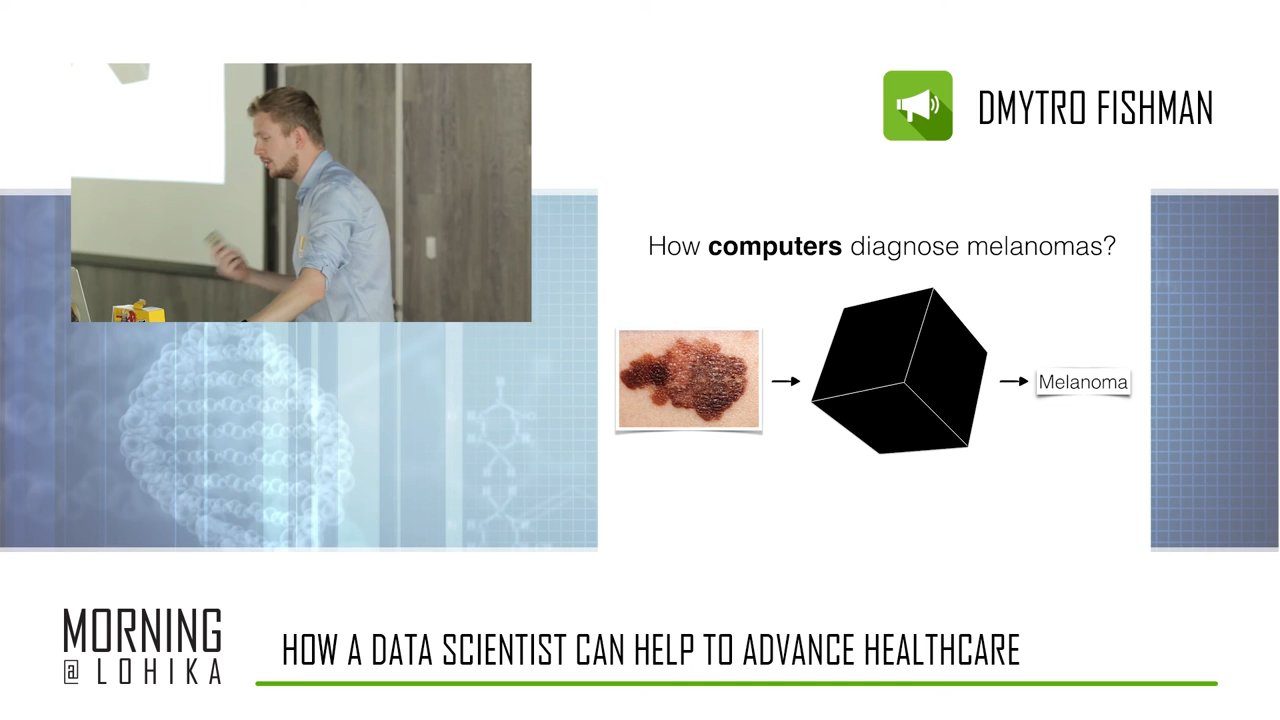 DMYTRO FISHMAN
How computers diagnose melanomas?
Melanoma
MORNING
@ LOHIKA
HOW A DATA SCIENTIST CAN HELP TO ADVANCE HEALTHCARE